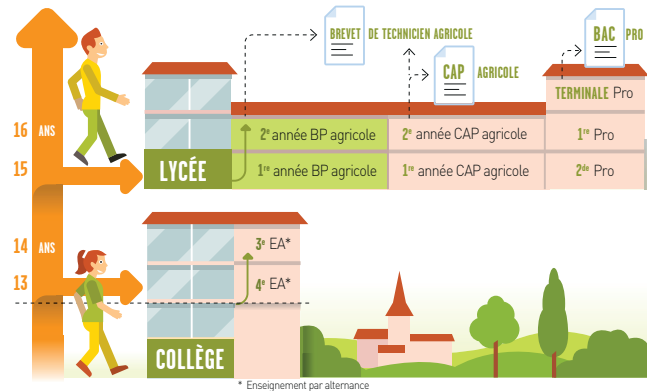 BREVET DE TECHNICIEN AGRICOLE
CAP AGRICOLE
BAC PRO
TERMINALE Pro
16 ANS
2e année BP agricole
2e année CAP agricole
1re Pro
15
LYCÉE
1re année BP agricole
1re année CAP agricole
2de Pro
14 ANS
3e EA*
13
4e EA*
COLLÈGE
* Enseignement par alternance